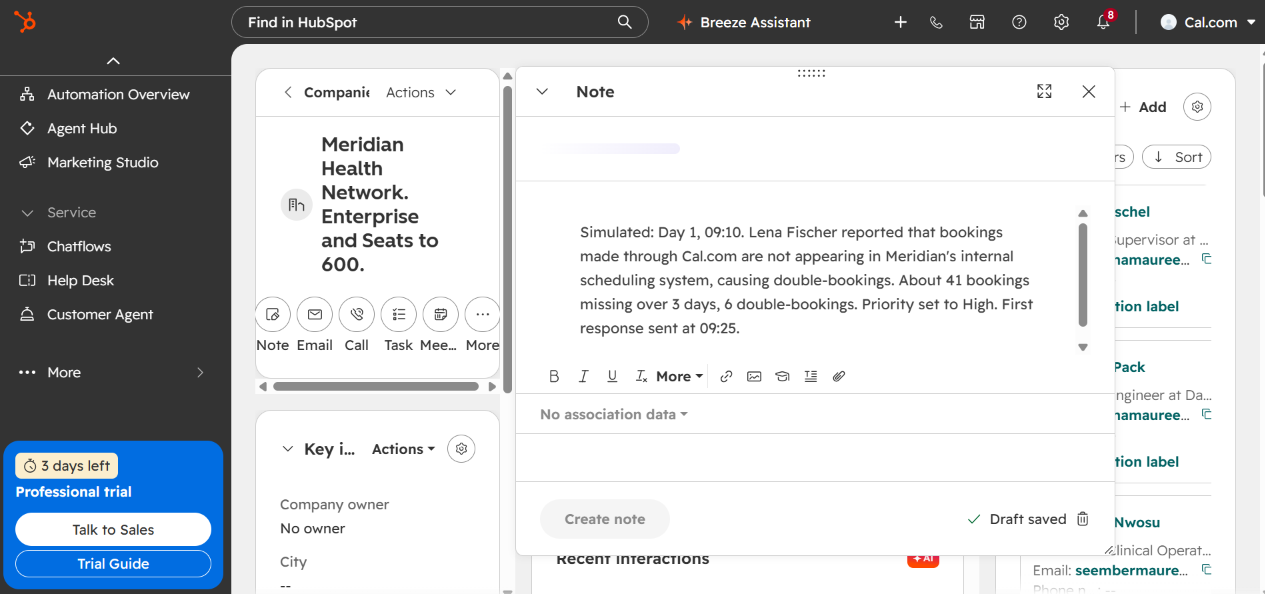 Find in HubSpot
Breeze Assistant
8
Cal.com
Automation Overview
Agent Hub
Marketing Studio
Service
Chatflows
Help Desk
Customer Agent
More
3 days left
Professional trial
Talk to Sales
Trial Guide
Companie
Actions
Meridian
Health
Network.
Enterprise
and Seats to
600.
Note
Email
Call
Task
Mee...
More
Key i...
Actions
Company owner
No owner
City
--
Note
Simulated: Day 1, 09:10. Lena Fischer reported that bookings
made through Cal.com are not appearing in Meridian's internal
scheduling system, causing double-bookings. About 41 bookings
missing over 3 days, 6 double-bookings. Priority set to High. First
response sent at 09:25.
B I U Tx More
No association data
Create note
Draft saved
Recent interactions
AI
+ Add
rs
Sort
schel
upervisor at ...
namauree...
tion label
Pack
ngineer at Da...
namauree...
tion label
Nwosu
linical Operat...
Email: seembermaure...